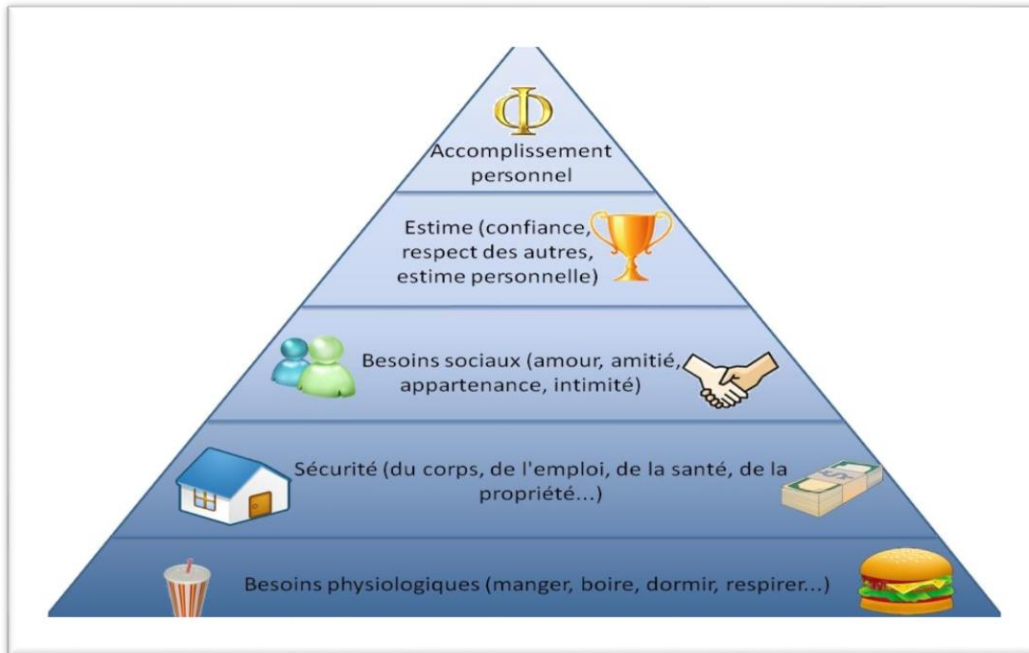 Φ
Accomplissement
personnel
Estime (confiance,
respect des autres,
estime personnelle)
Besoins sociaux (amour, amitié,
appartenance, intimité)
Sécurité (du corps, de l'emploi, de la santé, de la
propriété...)
Besoins physiologiques (manger, boire, dormir, respirer...)